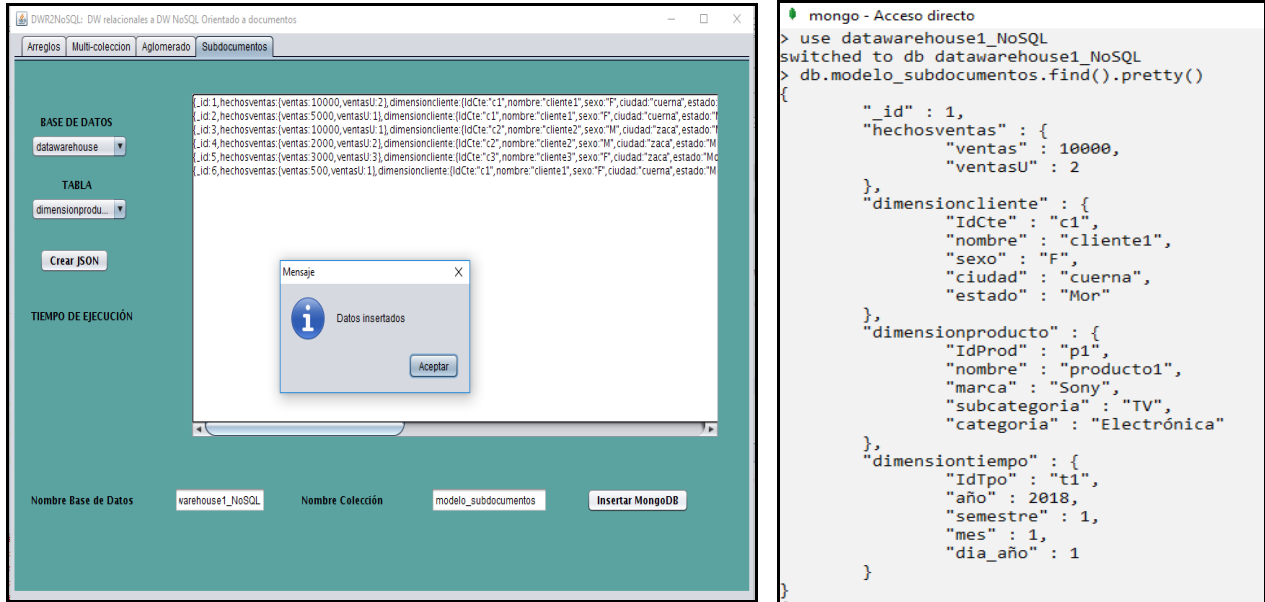 DWR2NoSQL: DW relacionales a DW NoSQL Orientado a documentos
Arreglos Multi-coleccion Aglomerado Subdocumentos
BASE DE DATOS
datawarehouse
TABLA
dimensionprodu...
Crear JSON
TIEMPO DE EJECUCIÓN
{_id:1,hechosventas:{ventas:10000,ventasU:2},dimensioncliente:{IdCte:"c1",nombre:"cliente1",sexo:"F",ciudad:"cuerna",estado:
{_id:2,hechosventas:{ventas:5000,ventasU:1},dimensioncliente:{IdCte:"c1",nombre:"cliente1",sexo:"F",ciudad:"cuerna",estado:"
{_id:3,hechosventas:{ventas:10000,ventasU:1},dimensioncliente:{IdCte:"c2",nombre:"cliente2",sexo:"M",ciudad:"zaca",estado:"
{_id:4,hechosventas:{ventas:2000,ventasU:2},dimensioncliente:{IdCte:"c2",nombre:"cliente2",sexo:"M",ciudad:"zaca",estado:"M
{_id:5,hechosventas:{ventas:3000,ventasU:3},dimensioncliente:{IdCte:"c3",nombre:"cliente3",sexo:"F",ciudad:"zaca",estado:"Mo
{_id:6,hechosventas:{ventas:500,ventasU:1},dimensioncliente:{IdCte:"c1",nombre:"cliente1",sexo:"F",ciudad:"cuerna",estado:"M
Mensaje
Datos insertados
Aceptar
Nombre Base de Datos
warehouse1_NoSQL
Nombre Colección
modelo_subdocumentos
Insertar MongoDB
mongo - Acceso directo
> use datawarehouse1_NoSQL
switched to db datawarehouse1_NoSQL
> db.modelo_subdocumentos.find().pretty()
{
"_id" : 1,
"hechosventas" : {
"ventas" : 10000,
"ventasU" : 2
},
"dimensioncliente" : {
"IdCte" : "c1",
"nombre" : "cliente1",
"sexo" : "F",
"ciudad" : "cuerna",
"estado" : "Mor"
},
"dimensionproducto" : {
"IdProd" : "p1",
"nombre" : "producto1",
"marca" : "Sony",
"subcategoria" : "TV",
"categoria" : "Electrónica"
},
"dimensiontiempo" : {
"IdTpo" : "t1",
"año" : 2018,
"semestre" : 1,
"mes" : 1,
"dia_año" : 1
}
}